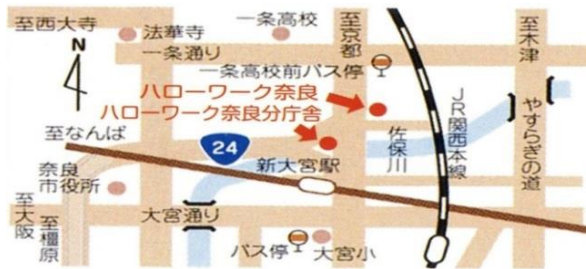 至西大寺
法華寺
一条高校
至京都
至木津
N
一条通り
一条高校前バス停
ハローワーク奈良
ハローワーク奈良分庁舎
至なんば
24
新大宮駅
佐保川
JR関西本線
やすらぎの道
奈良
市役所
至大阪
至橿原
大宮通り
バス停
大宮小